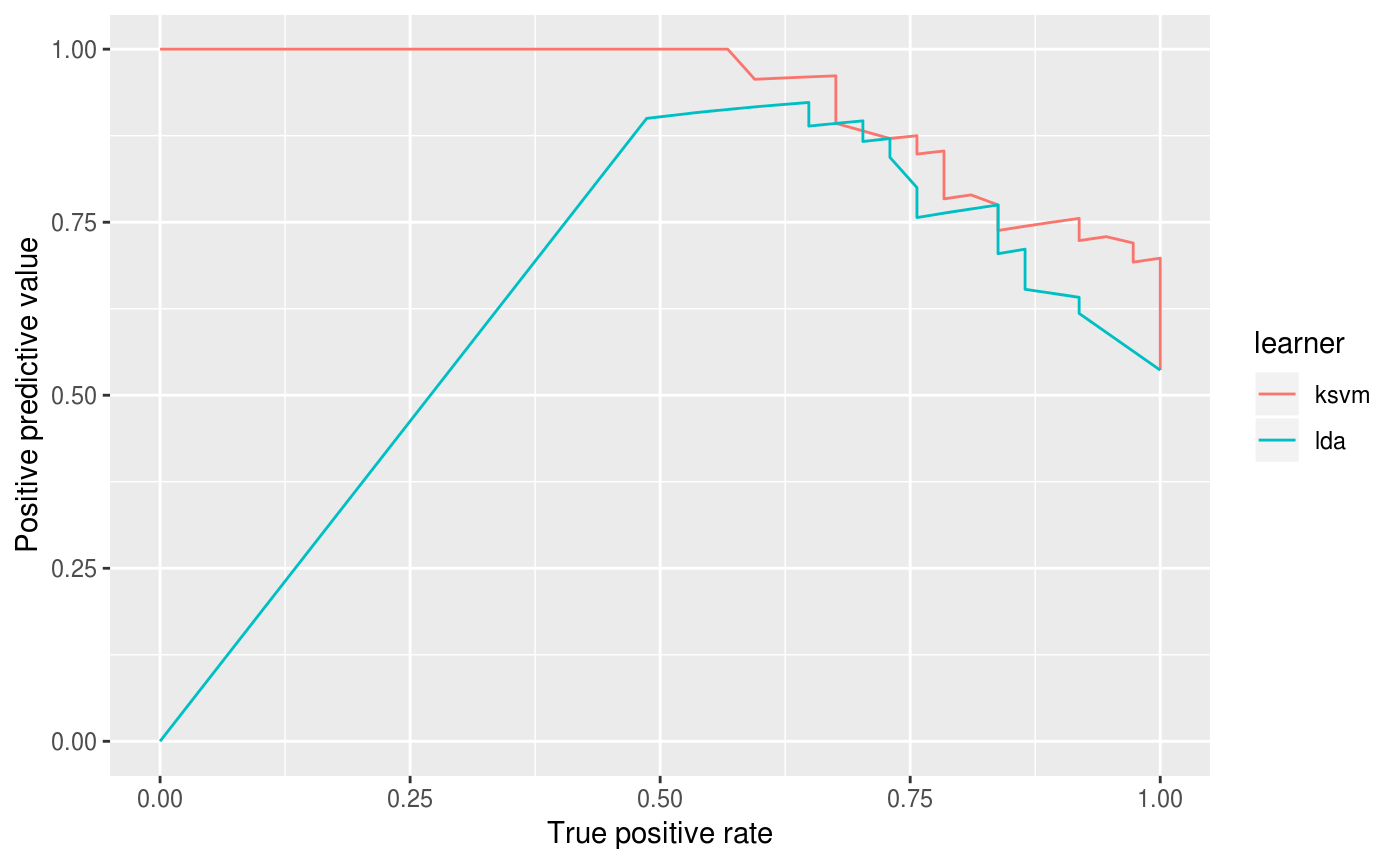 Positive predictive value
1.00
0.75
0.50
0.25
0.00
0.00 0.25 0.50 0.75 1.00
True positive rate
learner
ksvm
lda